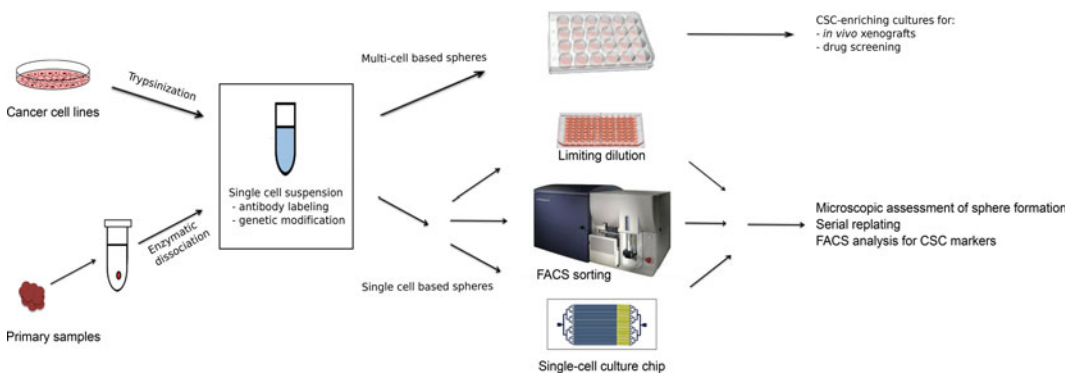 Cancer cell lines
Trypsinization
Primary samples
Enzymatic
dissociation
Single cell suspension
- antibody labeling
- genetic modification
Multi-cell based spheres
Single cell based spheres
Limiting dilution
FACS sorting
Single-cell culture chip
CSC-enriching cultures for:
- in vivo xenografts
- drug screening
Microscopic assessment of sphere formation
Serial replating
FACS analysis for CSC markers